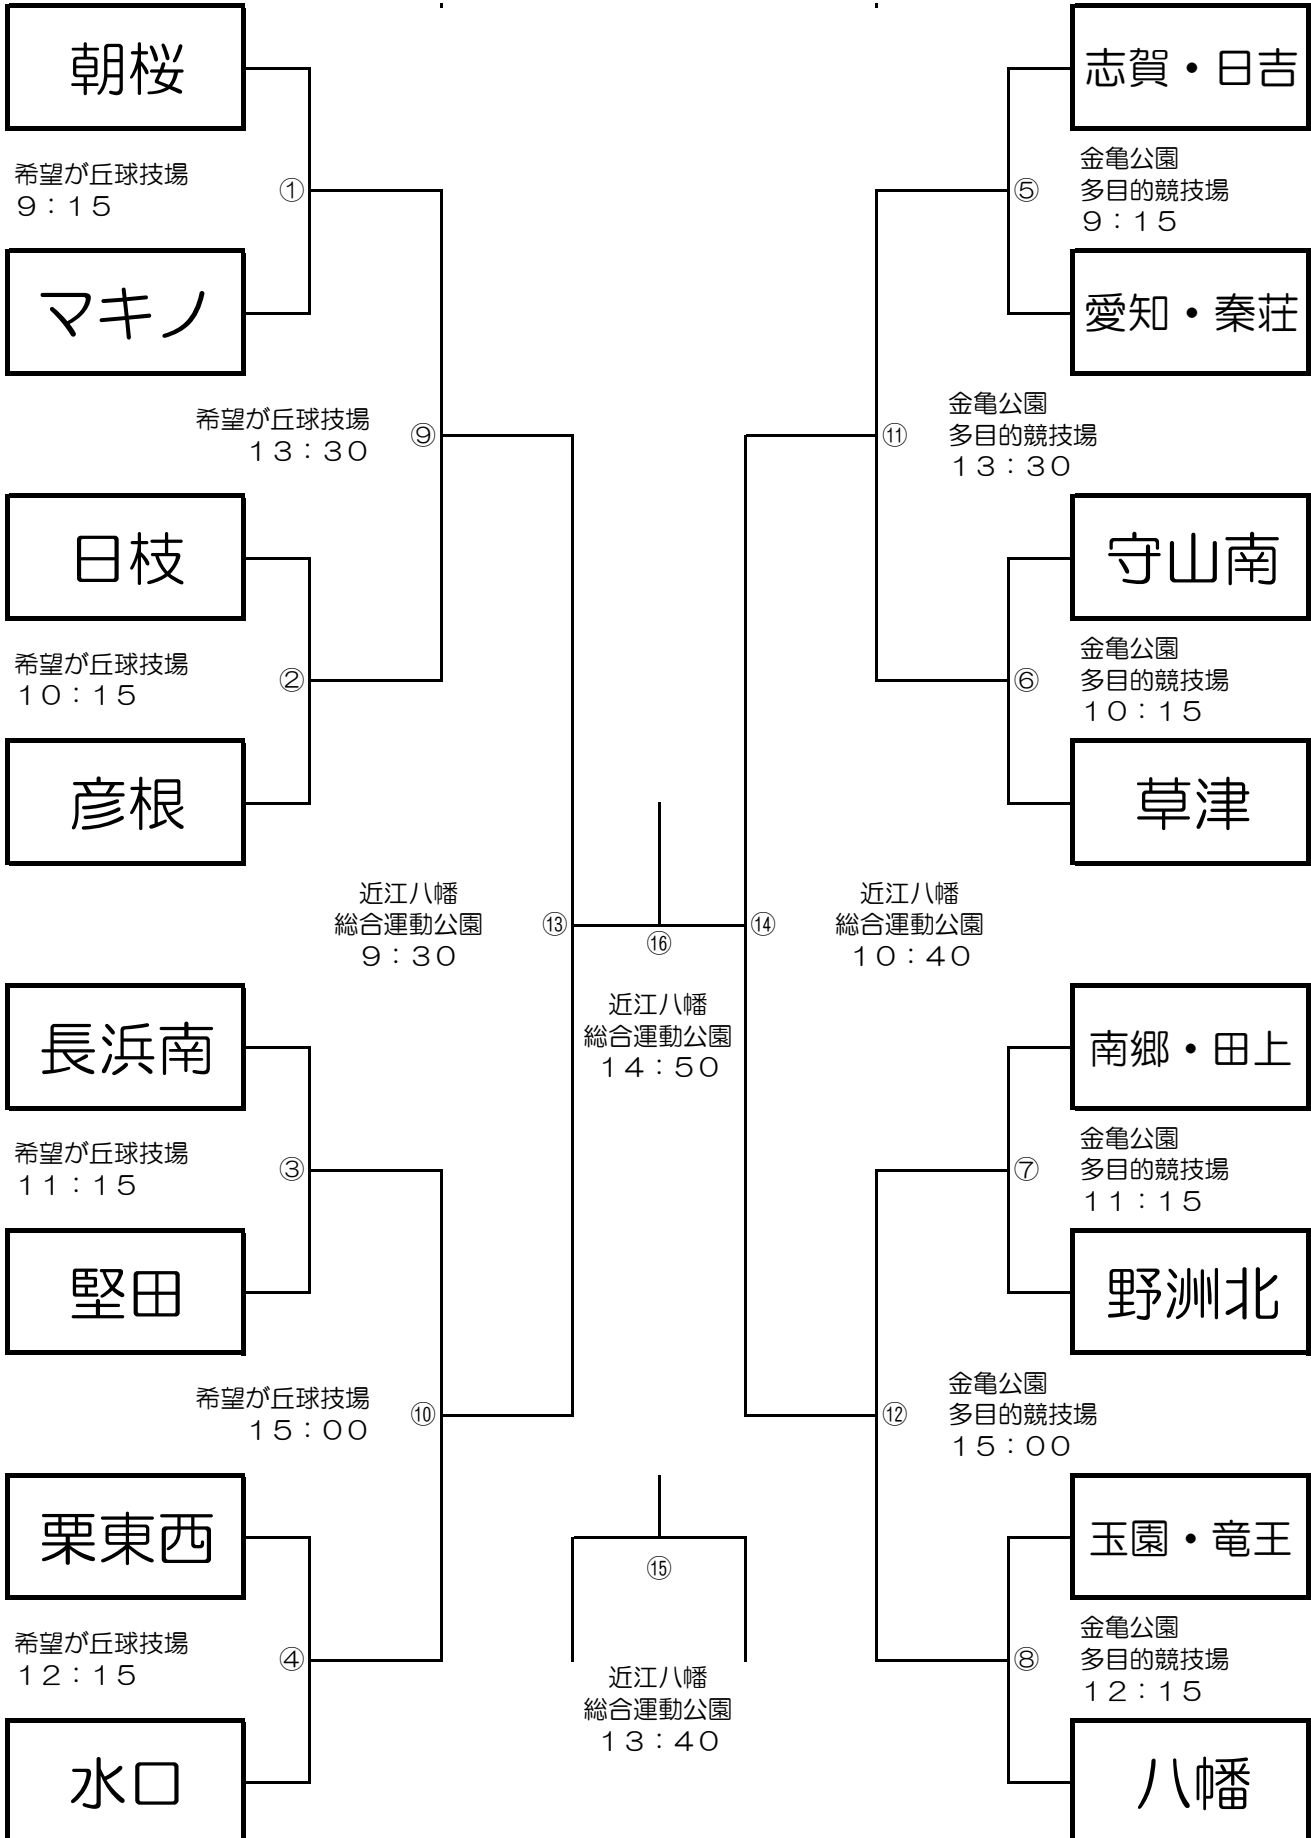 朝桜
希望が丘球技場
９：１５
①
マキノ
希望が丘球技場
１３：３０
⑨
日枝
希望が丘球技場
１０：１５
②
彦根
近江八幡
総合運動公園
９：３０
⑬
長浜南
希望が丘球技場
１１：１５
③
堅田
希望が丘球技場
１５：００
⑩
栗東西
希望が丘球技場
１２：１５
④
水口
⑯
近江八幡
総合運動公園
１４：５０
⑮
近江八幡
総合運動公園
１３：４０
志賀・日吉
金亀公園
多目的競技場
９：１５
⑤
愛知・秦荘
金亀公園
多目的競技場
１３：３０
⑪
守山南
金亀公園
多目的競技場
１０：１５
⑥
草津
近江八幡
総合運動公園
１０：４０
⑭
南郷・田上
金亀公園
多目的競技場
１１：１５
⑦
野洲北
金亀公園
多目的競技場
１５：００
⑫
玉園・竜王
金亀公園
多目的競技場
１２：１５
⑧
八幡